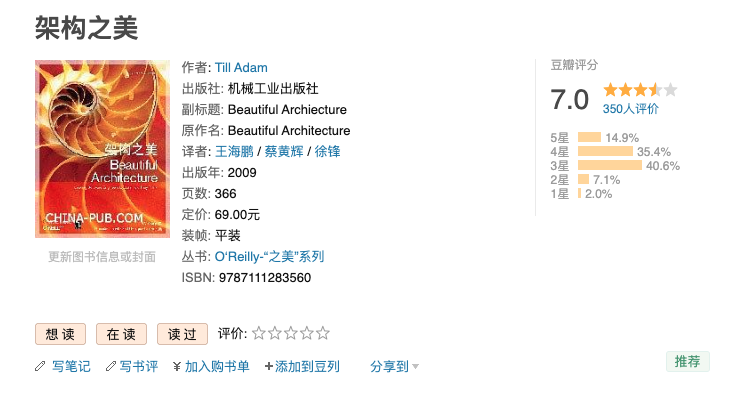 架构之美
架构之美
Beautiful
Architecture
CHINA-PUB.COM
更新图书信息或封面
作者: Till Adam
出版社: 机械工业出版社
副标题: Beautiful Archiecture
原作名: Beautiful Architecture
译者: 王海鹏 / 蔡黄辉 / 徐锋
出版年: 2009
页数: 366
定价: 69.00元
装帧: 平装
丛书: O'Reilly-“之美”系列
ISBN: 9787111283560
豆瓣评分
7.0
350人评价
5星 14.9%
4星 35.4%
3星 40.6%
2星 7.1%
1星 2.0%
想读 在读 读过 评价:
写笔记 写书评 ¥ 加入购书单 +添加到豆列 分享到
推荐